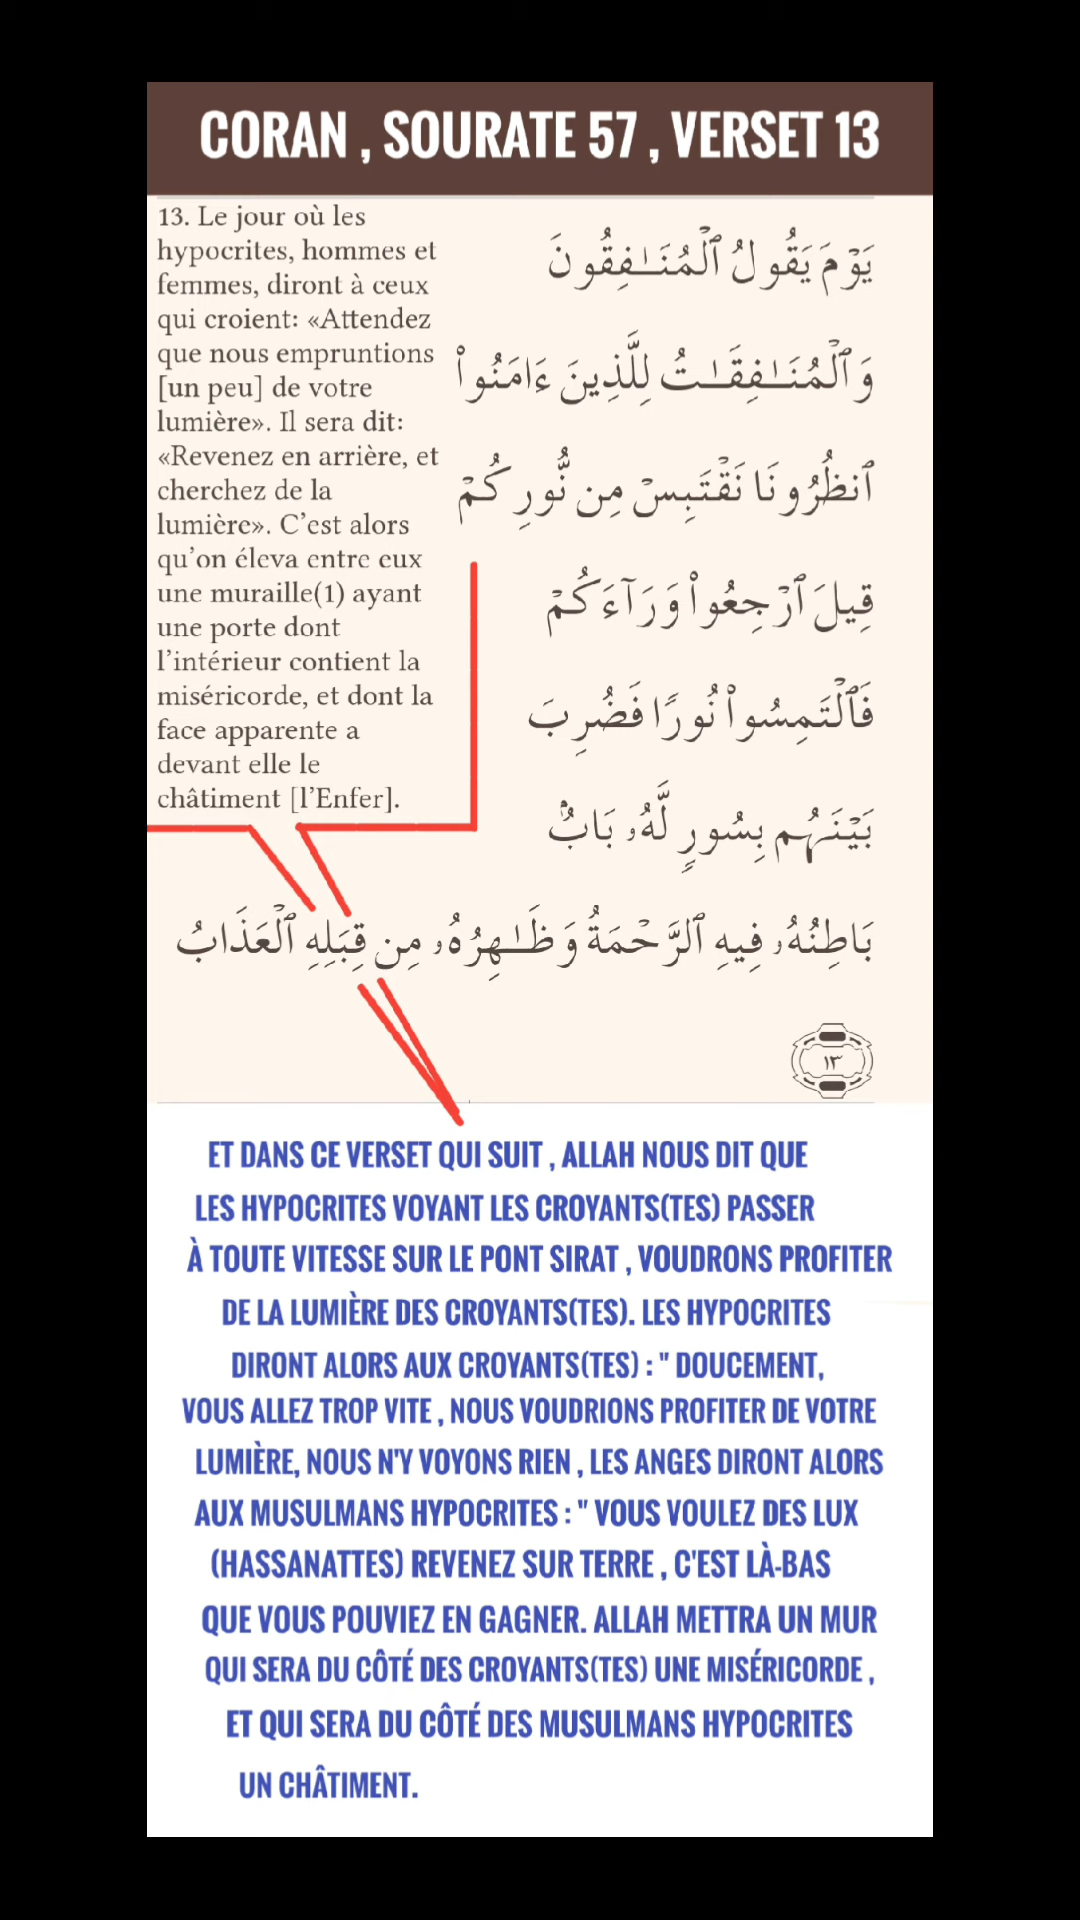 CORAN , SOURATE 57 , VERSET 13
13. Le jour où les
hypocrites, hommes et
femmes, diront à ceux
qui croient: «Attendez
que nous empruntions
[un peu] de votre
lumière». Il sera dit:
«Revenez en arrière, et
cherchez de la
lumière». C’est alors
qu’on éleva entre eux
une muraille(1) ayant
une porte dont
l’intérieur contient la
miséricorde, et dont la
face apparente a
devant elle le
châtiment [l’Enfer].
يَوۡمَ يَقُولُ ٱلۡمُنَٰفِقُونَ
وَٱلۡمُنَٰفِقَٰتُ لِلَّذِينَ ءَامَنُواْ
ٱنظُرُونَا نَقۡتَبِسۡ مِن نُّورِكُمۡ
قِيلَ ٱرۡجِعُواْ وَرَآءَكُمۡ
فَٱلۡتَمِسُواْ نُورٗا فَضُرِبَ
بَيۡنَهُم بِسُورٖ لَّهُۥ بَابُۢ
بَاطِنُهُۥ فِيهِ ٱلرَّحۡمَةُ وَظَٰهِرُهُۥ مِن قِبَلِهِ ٱلۡعَذَابُ
١٣
ET DANS CE VERSET QUI SUIT , ALLAH NOUS DIT QUE
LES HYPOCRITES VOYANT LES CROYANTS(TES) PASSER
À TOUTE VITESSE SUR LE PONT SIRAT , VOUDRONS PROFITER
DE LA LUMIÈRE DES CROYANTS(TES). LES HYPOCRITES
DIRONT ALORS AUX CROYANTS(TES) : " DOUCEMENT,
VOUS ALLEZ TROP VITE , NOUS VOUDRIONS PROFITER DE VOTRE
LUMIÈRE, NOUS N'Y VOYONS RIEN , LES ANGES DIRONT ALORS
AUX MUSULMANS HYPOCRITES : " VOUS VOULEZ DES LUX
(HASSANATTES) REVENEZ SUR TERRE , C'EST LÀ-BAS
QUE VOUS POUVIEZ EN GAGNER. ALLAH METTRA UN MUR
QUI SERA DU CÔTÉ DES CROYANTS(TES) UNE MISÉRICORDE ,
ET QUI SERA DU CÔTÉ DES MUSULMANS HYPOCRITES
UN CHÂTIMENT.